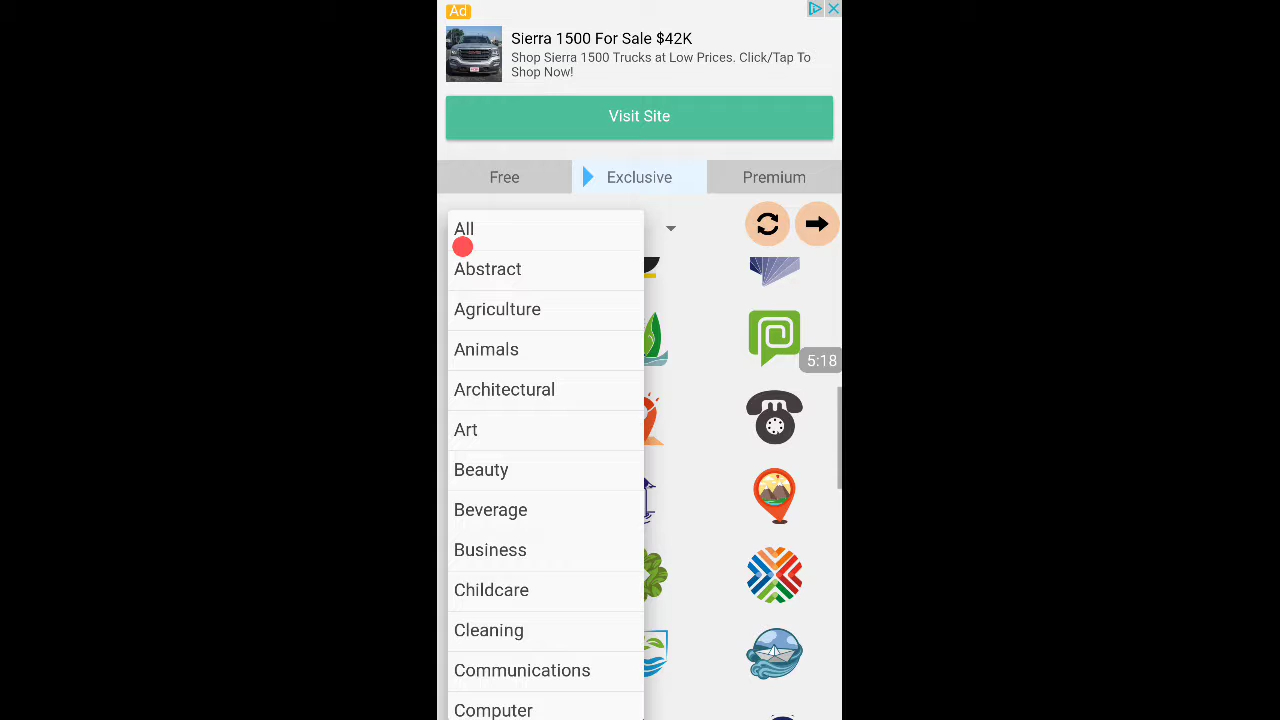 Ad
Sierra 1500 For Sale $42K
Shop Sierra 1500 Trucks at Low Prices. Click/Tap To
Shop Now!
Visit Site
Free
Exclusive
Premium
All
Abstract
Agriculture
Animals
Architectural
Art
Beauty
Beverage
Business
Childcare
Cleaning
Communications
Computer
5:18